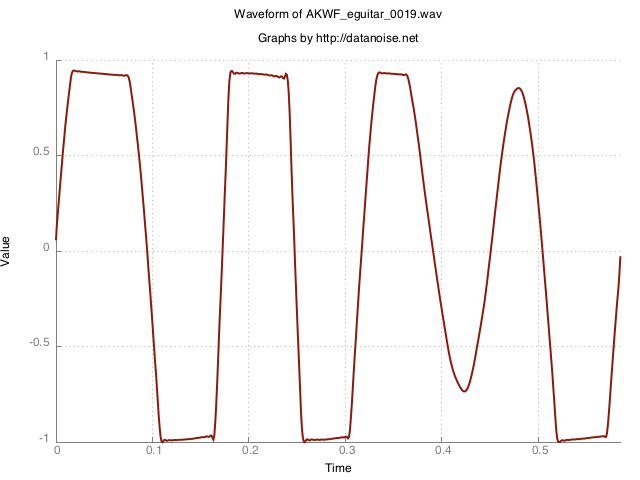 Waveform of AKWF_eguitar_0019.wav
Graphs by http://datanoise.net
1
0.5
0
-0.5
-1
Value
0
0.1
0.2
0.3
0.4
0.5
Time